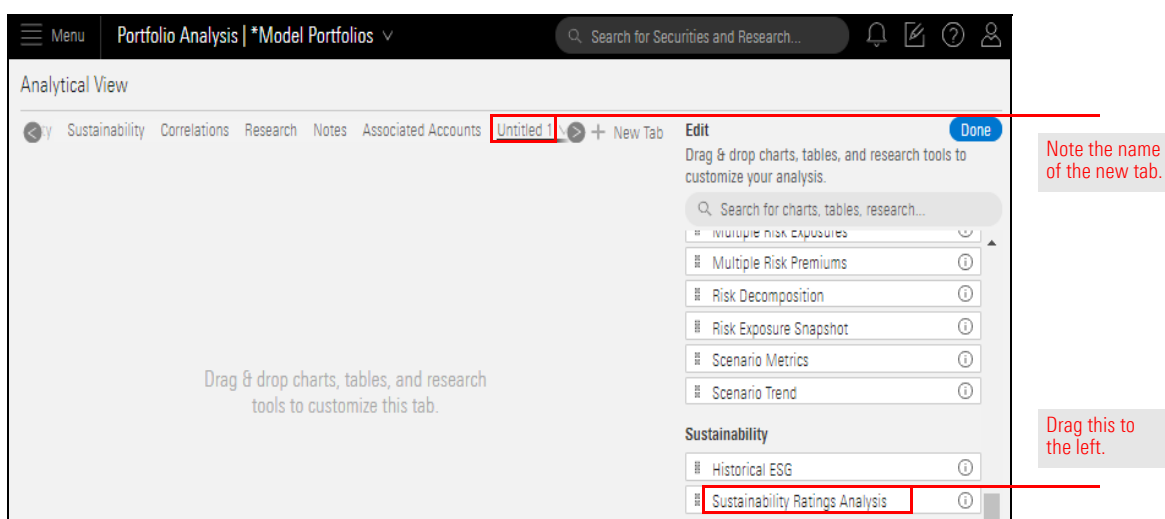 Menu Portfolio Analysis | *Model Portfolios Search for Securities and Research...
Analytical View
Sustainability Correlations Research Notes Associated Accounts Untitled 1 + New Tab
Edit Done
Drag & drop charts, tables, and research tools to
customize your analysis.
Search for charts, tables, research...
Multiple Risk Exposures
Multiple Risk Premiums
Risk Decomposition
Risk Exposure Snapshot
Scenario Metrics
Scenario Trend
Sustainability
Historical ESG
Sustainability Ratings Analysis
Drag & drop charts, tables, and research
tools to customize this tab.
Note the name
of the new tab.
Drag this to
the left.